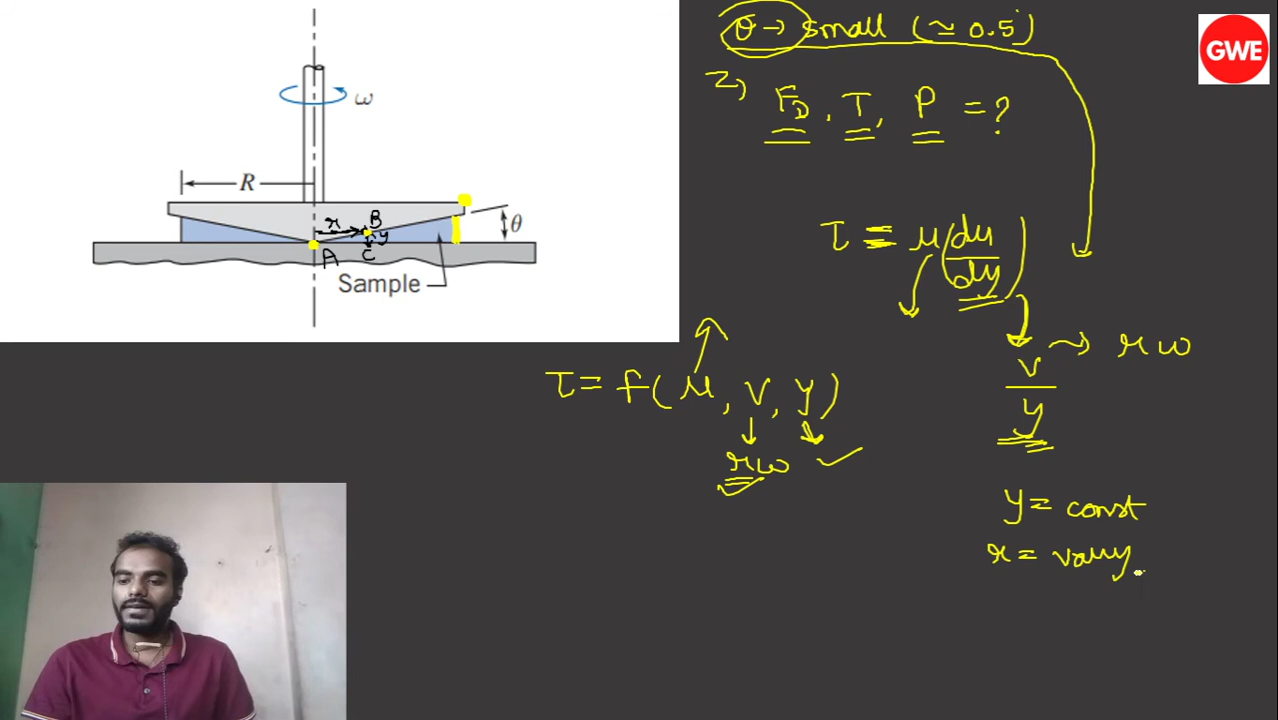 ω
R
r
B
y
θ
A
C
Sample
GWE
θ → small (≃ 0.5)
2)
F_D, T, P = ?
τ = μ(du/dy)
v/y → rω
τ = f(μ, v, y)
rω ✓
y = const
r = vary